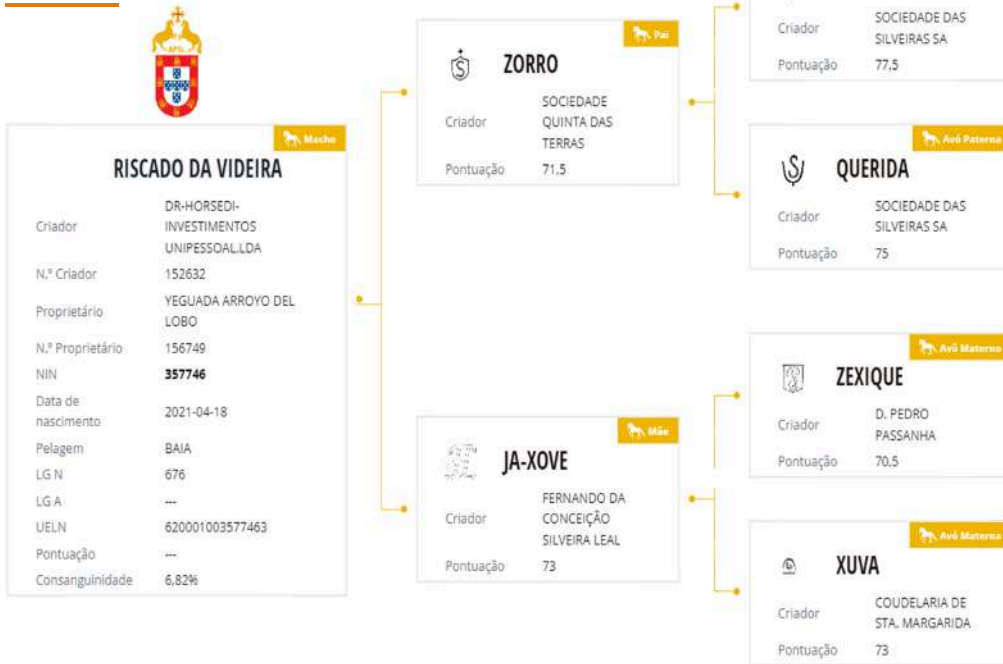 Macho
RISCADO DA VIDEIRA
Criador
DR-HORSEDI-
INVESTIMENTOS
UNIPESSOAL.LDA
N.º Criador
152632
Proprietário
YEGUADA ARROYO DEL
LOBO
N.º Proprietário
156749
NIN
357746
Data de
nascimento
2021-04-18
Pelagem
BAIA
LG N
676
LG A
---
UELN
620001003577463
Pontuação
---
Consanguinidade
6,82%
Pai
ZORRO
Criador
SOCIEDADE
QUINTA DAS
TERRAS
Pontuação
71,5
Mãe
JA-XOVE
Criador
FERNANDO DA
CONCEIÇÃO
SILVEIRA LEAL
Pontuação
73
Criador
SOCIEDADE DAS
SILVEIRAS SA
Pontuação
77,5
Avó Paterna
QUERIDA
Criador
SOCIEDADE DAS
SILVEIRAS SA
Pontuação
75
Avô Materno
ZEXIQUE
Criador
D. PEDRO
PASSANHA
Pontuação
70,5
Avó Materna
XUVA
Criador
COUDELARIA DE
STA. MARGARIDA
Pontuação
73